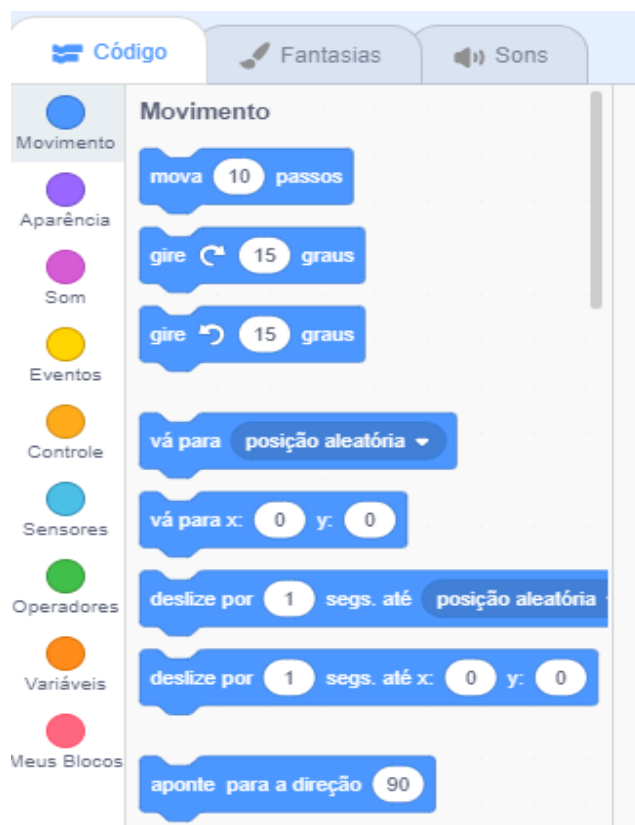 Código Fantasias Sons
Movimento
Aparência
Som
Eventos
Controle
Sensores
Operadores
Variáveis
Meus Blocos
Movimento
mova 10 passos
gire 15 graus
gire 15 graus
vá para posição aleatória
vá para x: 0 y: 0
deslize por 1 segs. até posição aleatória
deslize por 1 segs. até x: 0 y: 0
aponte para a direção 90